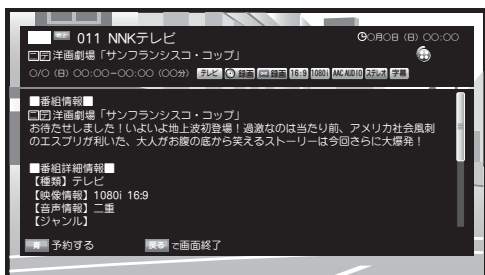 地デジ 011 NNKテレビ
○月○日 (日) ○○:○○
二字洋画劇場「サンフランシスコ・コップ」
○/○ (日) ○○:○○−○○:○○ (○○分) テレビ 録画 録画 16:9 1080i AAC AUDIO ステレオ 字幕
■番組情報■
二字洋画劇場「サンフランシスコ・コップ」
お待たせしました！いよいよ地上波初登場！過激なのは当たり前、アメリカ社会風刺
のエスプリが利いた、大人がお腹の底から笑えるストーリーは今回さらに大爆発！
■番組詳細情報■
【種類】テレビ
【映像情報】1080i 16:9
【音声情報】二重
【ジャンル】
青 予約する 戻る で画面終了